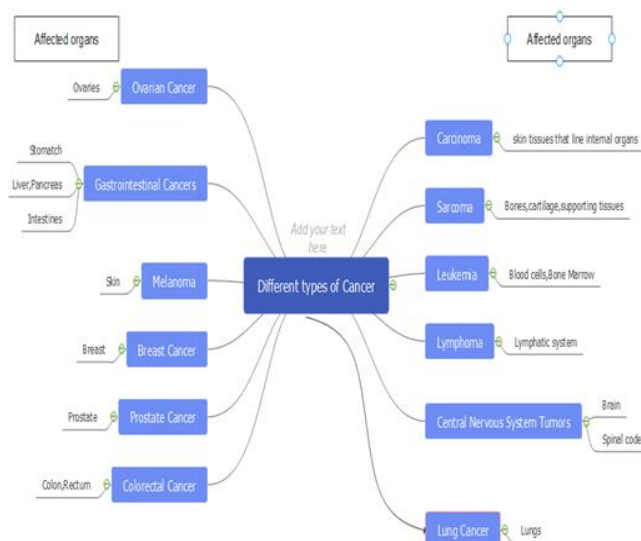 Affected organs
Affected organs
Ovaries
Ovarian Cancer
Stomatch
Liver,Pancreas
Intestines
Gastrointestinal Cancers
Skin
Melanoma
Breast
Breast Cancer
Prostate
Prostate Cancer
Colon,Rectum
Colorectal Cancer
Add your text
here
Different types of Cancer
Carcinoma
skin tissues that line internal organs
Sarcoma
Bones,cartilage,supporting tissues
Leukemia
Blood cells,Bone Marrow
Lymphoma
Lymphatic system
Central Nervous System Tumors
Brain
Spinal code
Lung Cancer
Lungs